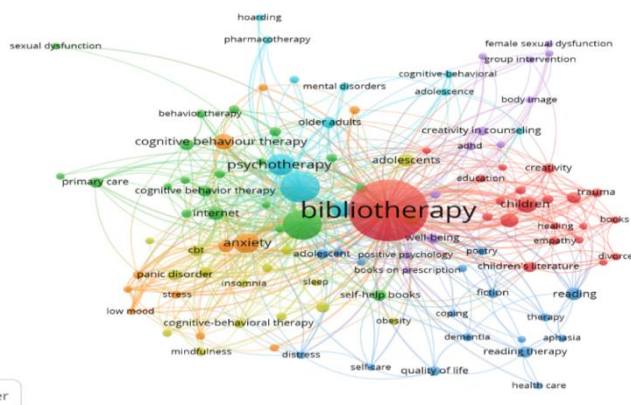 hoarding
sexual dysfunction
pharmacotherapy
female sexual dysfunction
group intervention
cognitive-behavioral
mental disorders
adolescence
body image
behavior therapy
older adults
creativity in counseling
cognitive behaviour therapy
adhd
psychotherapy
adolescents
creativity
education
primary care
cognitive behavior therapy
trauma
children
internet
bibliotherapy
books
healing
well-being
empathy
anxiety
cbt
adolescent
positive psychology
poetry
divorce
books on prescription
children's literature
panic disorder
insomnia
sleep
stress
self-help books
fiction
reading
low mood
coping
therapy
cognitive-behavioral therapy
obesity
dementia
aphasia
mindfulness
distress
reading therapy
self-care
quality of life
health care
er